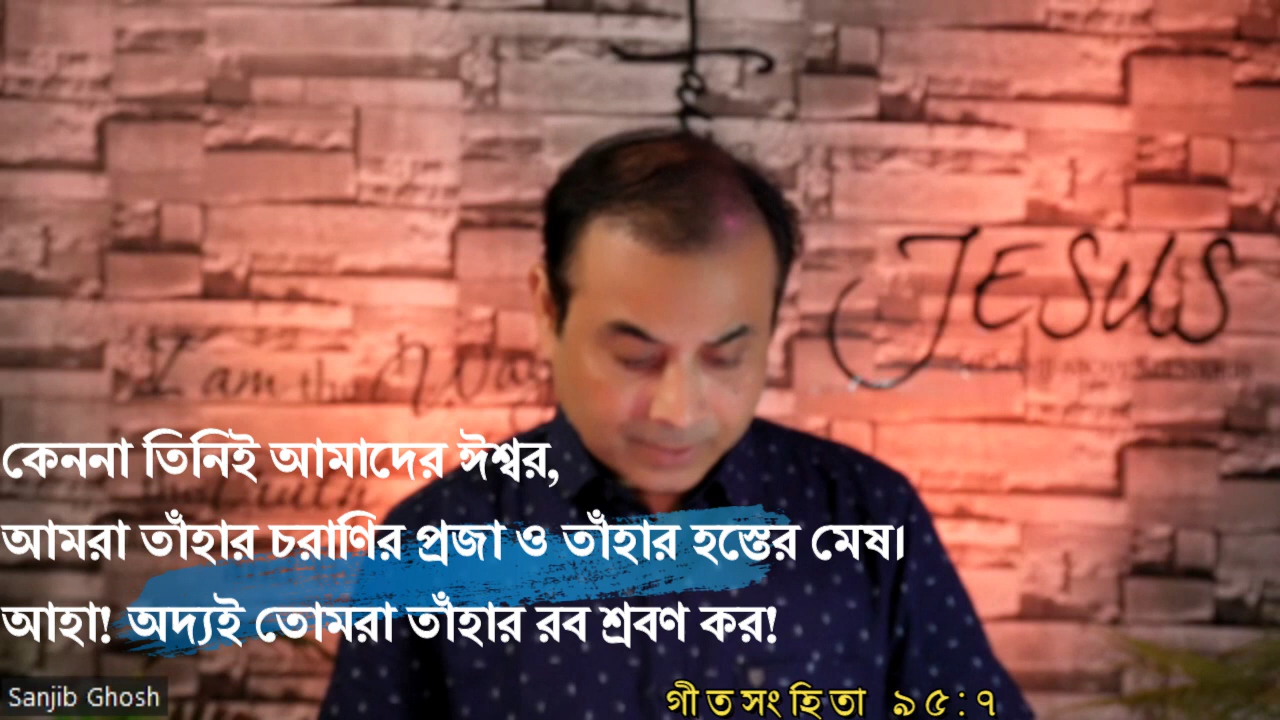 JESUS
I am the Way
কেননা তিনিই আমাদের ঈশ্বর,
আমরা তাঁহার চরাণির প্রজা ও তাঁহার হস্তের মেষ।
আহা! অদ্যই তোমরা তাঁহার রব শ্রবণ কর!
Sanjib Ghosh
গীতসংহিতা ৯৫:৭